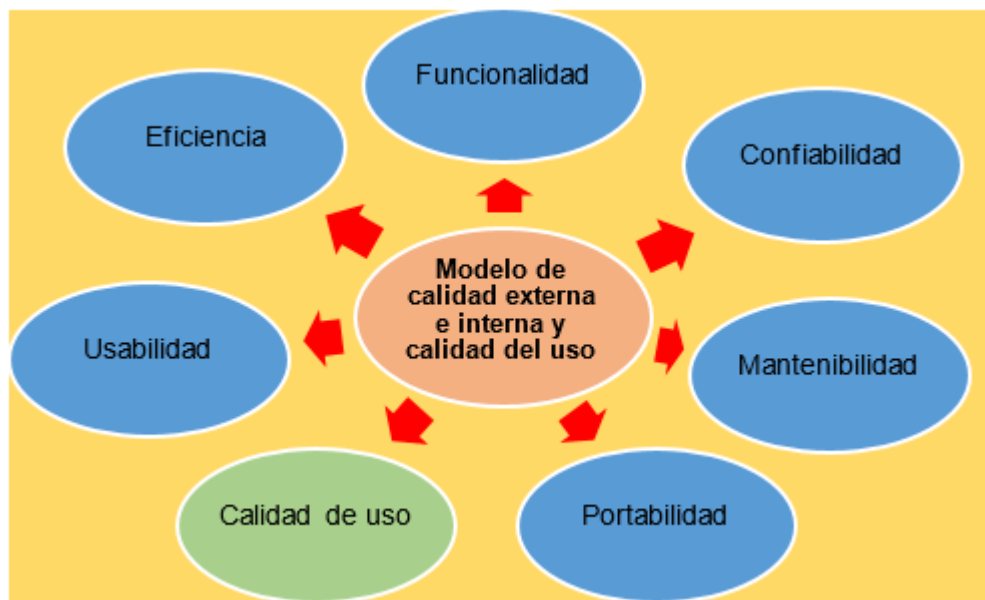 Funcionalidad
Eficiencia
Confiabilidad
Modelo de
calidad externa
e interna y
calidad del uso
Usabilidad
Mantenibilidad
Calidad de uso
Portabilidad